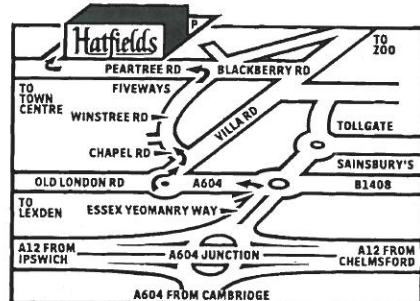 P
Hatfields
TO
ZOO
PEARTREE RD
BLACKBERRY RD
TO
TOWN
CENTRE
FIVEWAYS
WINSTREE RD
VILLA RD
TOLLGATE
CHAPEL RD
SAINSBURY'S
OLD LONDON RD
A604
B1408
TO
LEXDEN
ESSEX YEOMANRY WAY
A12 FROM
IPSWICH
A604 JUNCTION
A12 FROM
CHELMSFORD
A604 FROM CAMBRIDGE